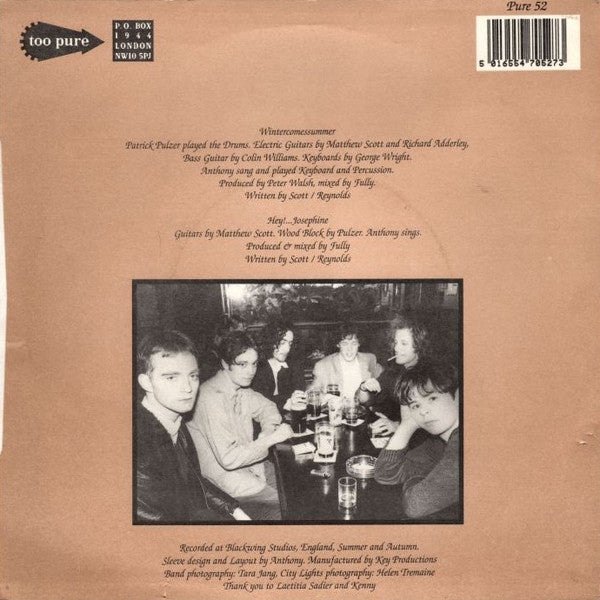 too pure
P.O. BOX
1944
LONDON
NW10 5PJ
Pure 52
5 016554 705273
Wintercomessummer
Patrick Pulzer played the Drums. Electric Guitars by Matthew Scott and Richard Adderley,
Bass Guitar by Colin Williams. Keyboards by George Wright.
Anthony sang and played Keyboard and Percussion.
Produced by Peter Walsh, mixed by Fully.
Written by Scott / Reynolds
Hey!...Josephine
Guitars by Matthew Scott. Wood Block by Pulzer. Anthony sings.
Produced & mixed by Fully
Written by Scott / Reynolds
Recorded at Blackwing Studios, England, Summer and Autumn.
Sleeve design and Layout by Anthony. Manufactured by Key Productions
Band photography: Tara Jang, City Lights photography: Helen Tremaine
Thank you to Laetitia Sadier and Kenny